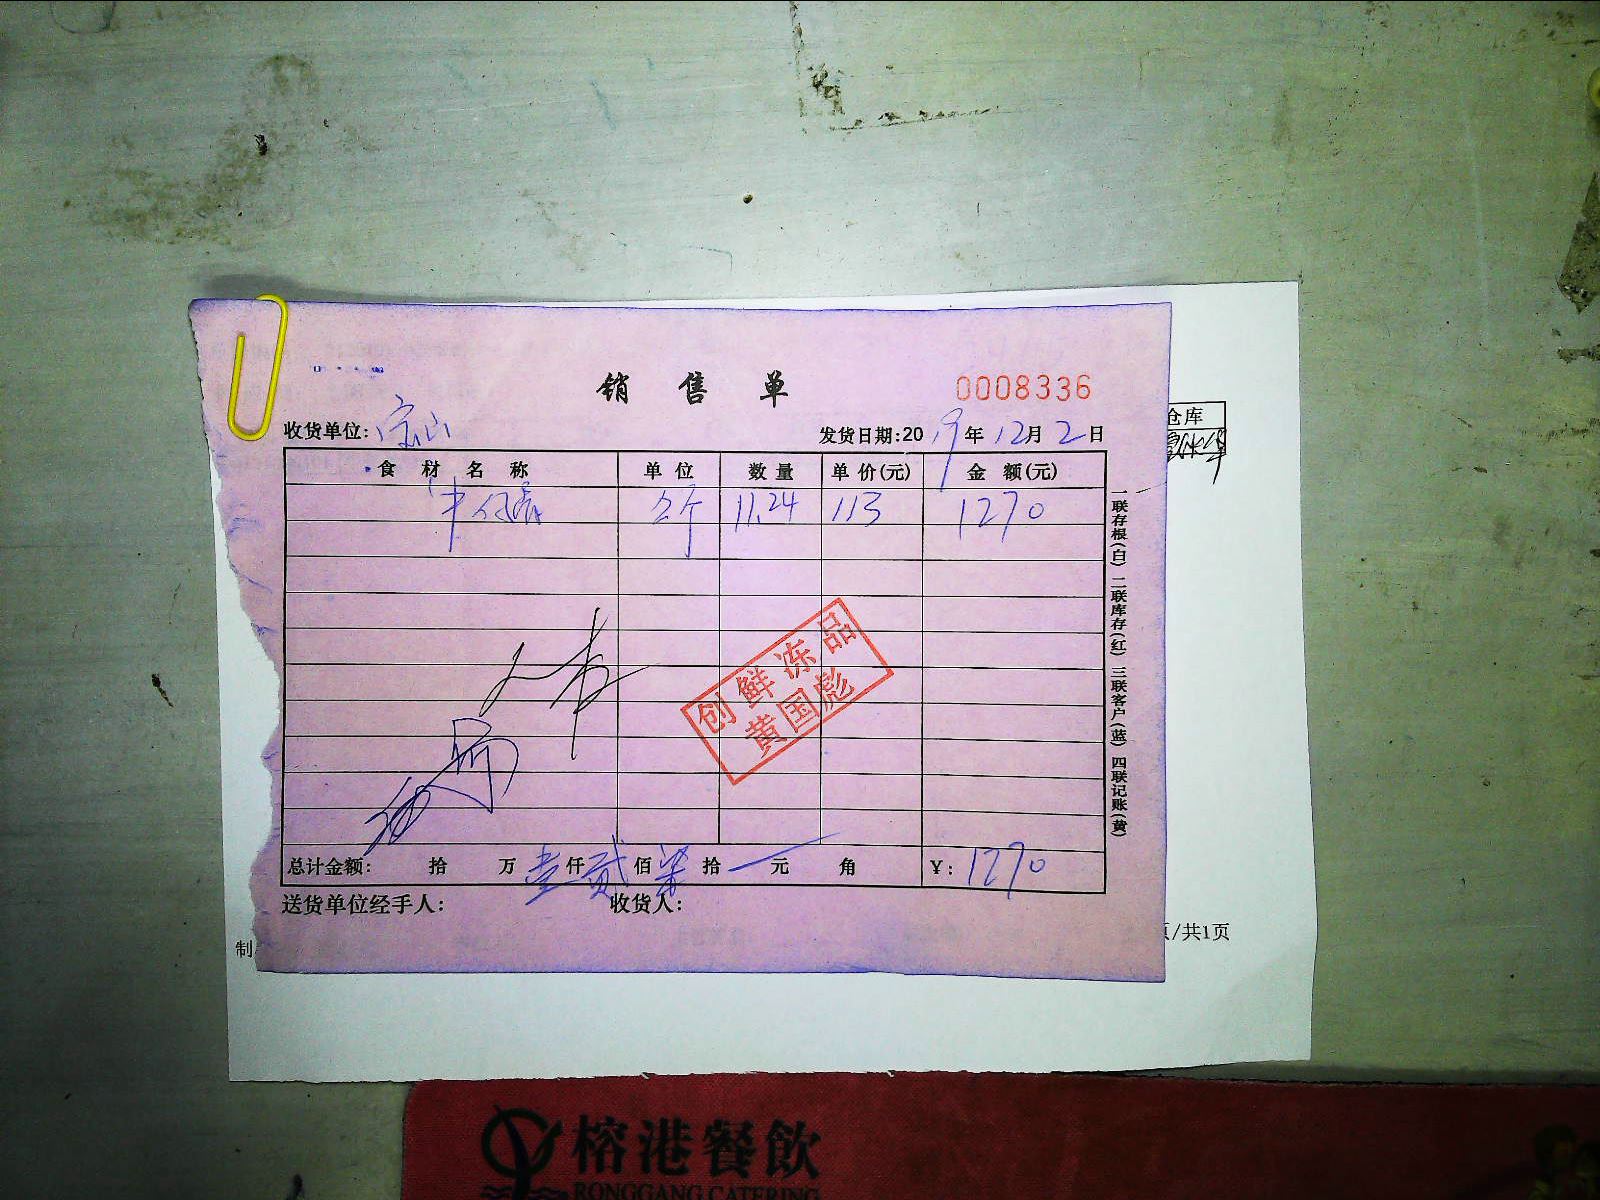 销售单
0008336
收货单位:宝山
发货日期:2019年12月2日
仓库
食材名称 单位 数量 单价(元) 金额(元)
牛仔骨 公斤 11.24 113 1270
一联存根(白) 二联库存(红) 三联客户(蓝) 四联记账(黄)
创鲜冻品
黄国彪
总计金额: 拾 万 壹仟贰佰柒拾 元 角 ¥:1270
送货单位经手人: 收货人:
制
页/共1页
榕港餐飲
RONGGANG CATERING